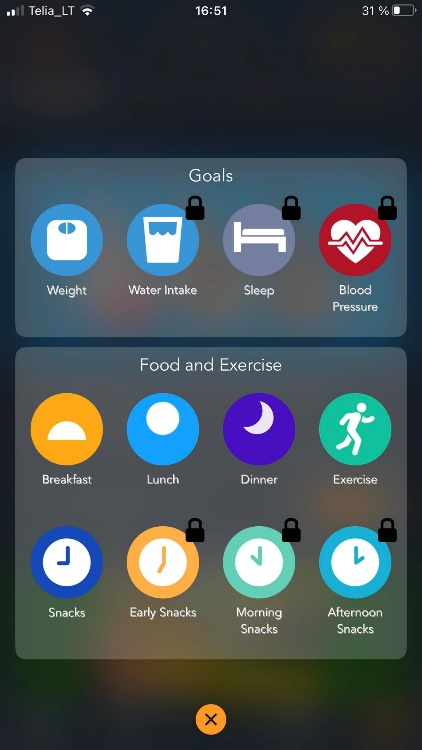 Telia_LT 16:51 31 %
Goals
Weight Water Intake Sleep Blood
Pressure
Food and Exercise
Breakfast Lunch Dinner Exercise
Snacks Early Snacks Morning Afternoon
Snacks Snacks